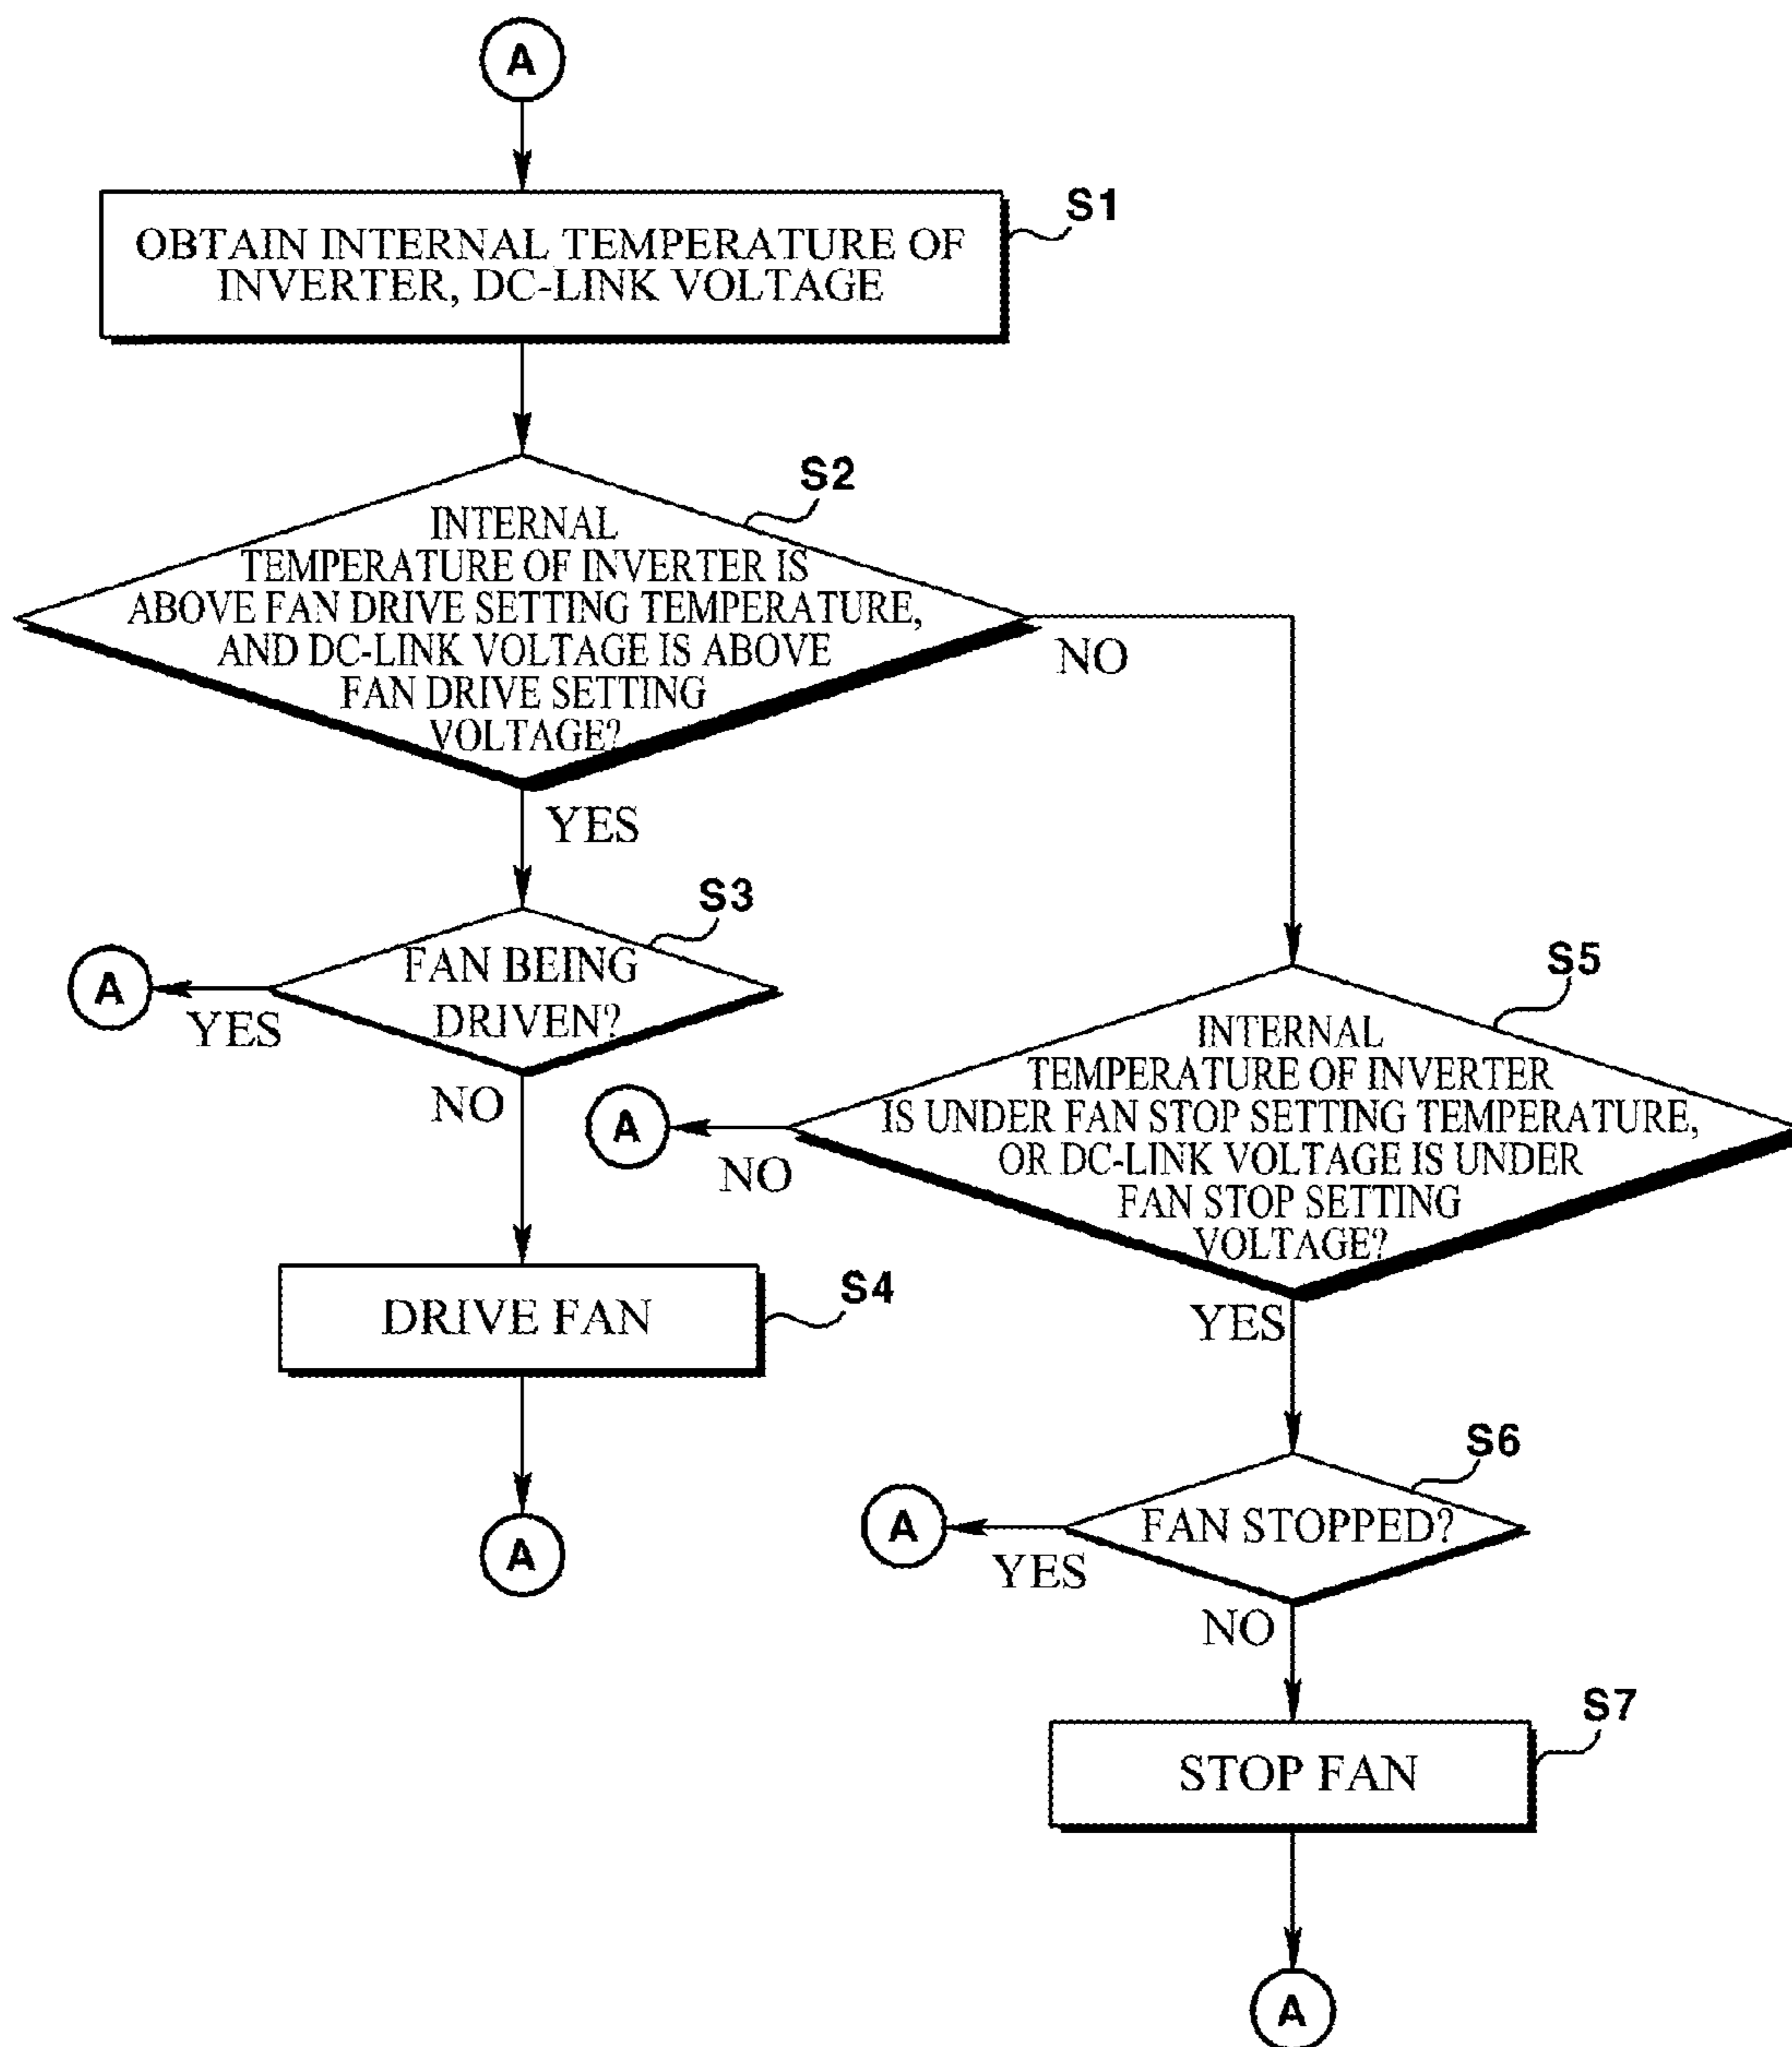 A
S1
OBTAIN INTERNAL TEMPERATURE OF
INVERTER, DC-LINK VOLTAGE
S2
INTERNAL
TEMPERATURE OF INVERTER IS
ABOVE FAN DRIVE SETTING TEMPERATURE,
AND DC-LINK VOLTAGE IS ABOVE
FAN DRIVE SETTING
VOLTAGE?
NO
YES
S3
FAN BEING
DRIVEN?
A
YES
NO
S4
DRIVE FAN
A
S5
INTERNAL
TEMPERATURE OF INVERTER
IS UNDER FAN STOP SETTING TEMPERATURE,
OR DC-LINK VOLTAGE IS UNDER
FAN STOP SETTING
VOLTAGE?
A
NO
YES
S6
FAN STOPPED?
A
YES
NO
S7
STOP FAN
A